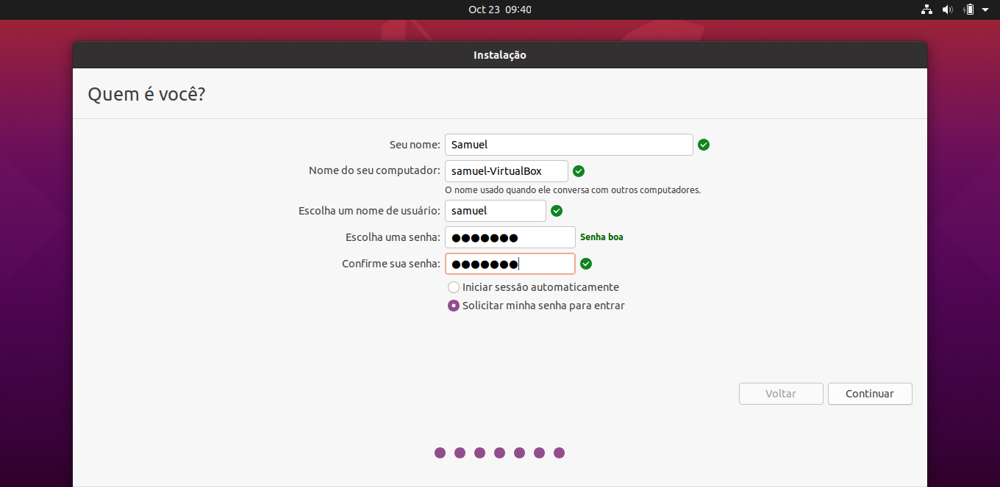 Oct 23 09:40
Instalação
Quem é você?
Seu nome: Samuel
Nome do seu computador: samuel-VirtualBox
O nome usado quando ele conversa com outros computadores.
Escolha um nome de usuário: samuel
Escolha uma senha: ●●●●●●● Senha boa
Confirme sua senha: ●●●●●●●
Iniciar sessão automaticamente
Solicitar minha senha para entrar
Voltar Continuar